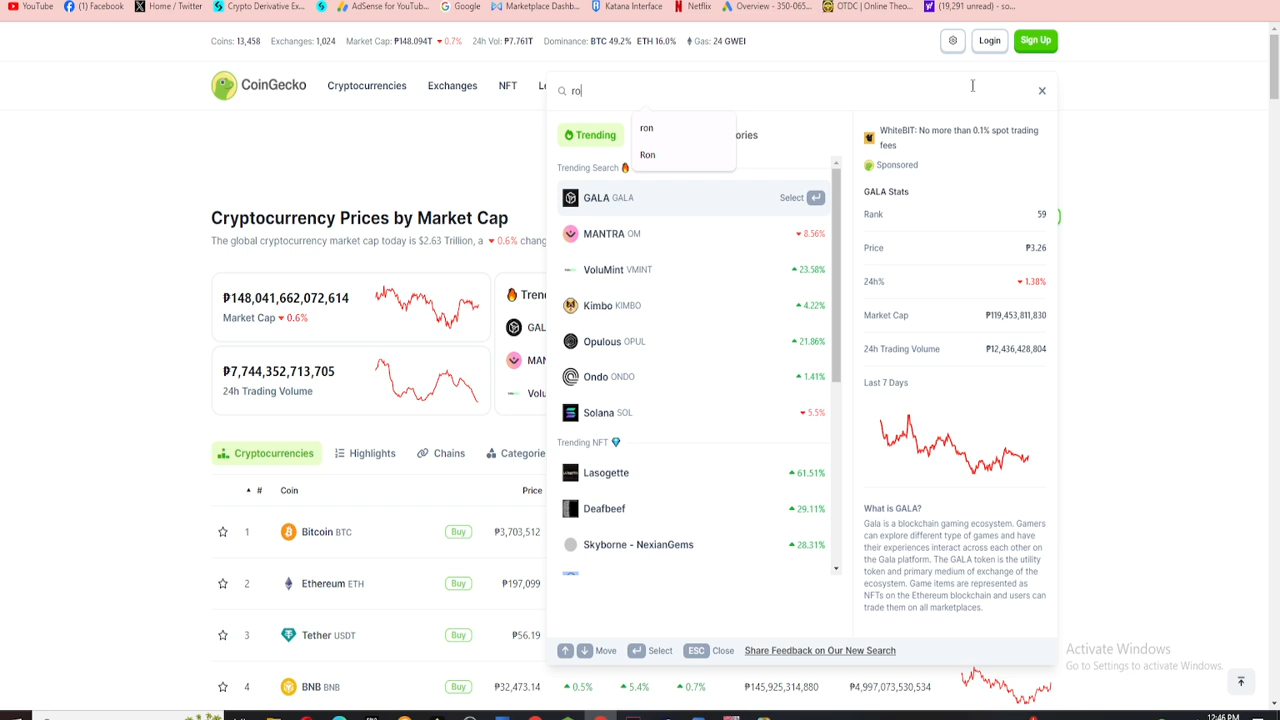 YouTube (1) Facebook Home / Twitter Crypto Derivative Ex... AdSense for YouTub... Google Marketplace Dashb... Katana Interface Netflix Overview - 350-065... OTDC | Online Theo... (19,291 unread) - so...
Coins: 13,458 Exchanges: 1,024 Market Cap: ₱148.094T 0.7% 24h Vol: ₱7.761T Dominance: BTC 49.2% ETH 16.0% Gas: 24 GWEI Login Sign Up
CoinGecko Cryptocurrencies Exchanges NFT
ro
ron
Ron
Trending
Trending Search
GALA GALA Select
MANTRA OM 8.56%
VoluMint VMINT 23.58%
Kimbo KIMBO 4.22%
Opulous OPUL 21.86%
Ondo ONDO 1.41%
Solana SOL 5.5%
Trending NFT
Lasogette 61.51%
Deafbeef 29.11%
Skyborne - NexianGems 28.31%
WhiteBIT: No more than 0.1% spot trading
fees
Sponsored
GALA Stats
Rank 59
Price ₱3.26
24h% 1.38%
Market Cap ₱119,453,811,830
24h Trading Volume ₱12,436,428,804
Last 7 Days
What is GALA?
Gala is a blockchain gaming ecosystem. Gamers
can explore different type of games and have
their experiences interact across each other on
the Gala platform. The GALA token is the utility
token and primary medium of exchange of the
ecosystem. Game items are represented as
NFTs on the Ethereum blockchain and users can
trade them on all marketplaces.
Move Select ESC Close Share Feedback on Our New Search
Cryptocurrency Prices by Market Cap
The global cryptocurrency market cap today is $2.63 Trillion, a 0.6% chang
₱148,041,662,072,614
Market Cap 0.6%
₱7,744,352,713,705
24h Trading Volume
Cryptocurrencies Highlights Chains Categorie
# Coin Price
1 Bitcoin BTC Buy ₱3,703,512
2 Ethereum ETH Buy ₱197,099
3 Tether USDT Buy ₱56.19
4 BNB BNB Buy ₱32,473.14 0.5% 5.4% 0.7% ₱145,925,314,880 ₱4,997,073,530,534
Activate Windows
Go to Settings to activate Windows.
12:46 PM